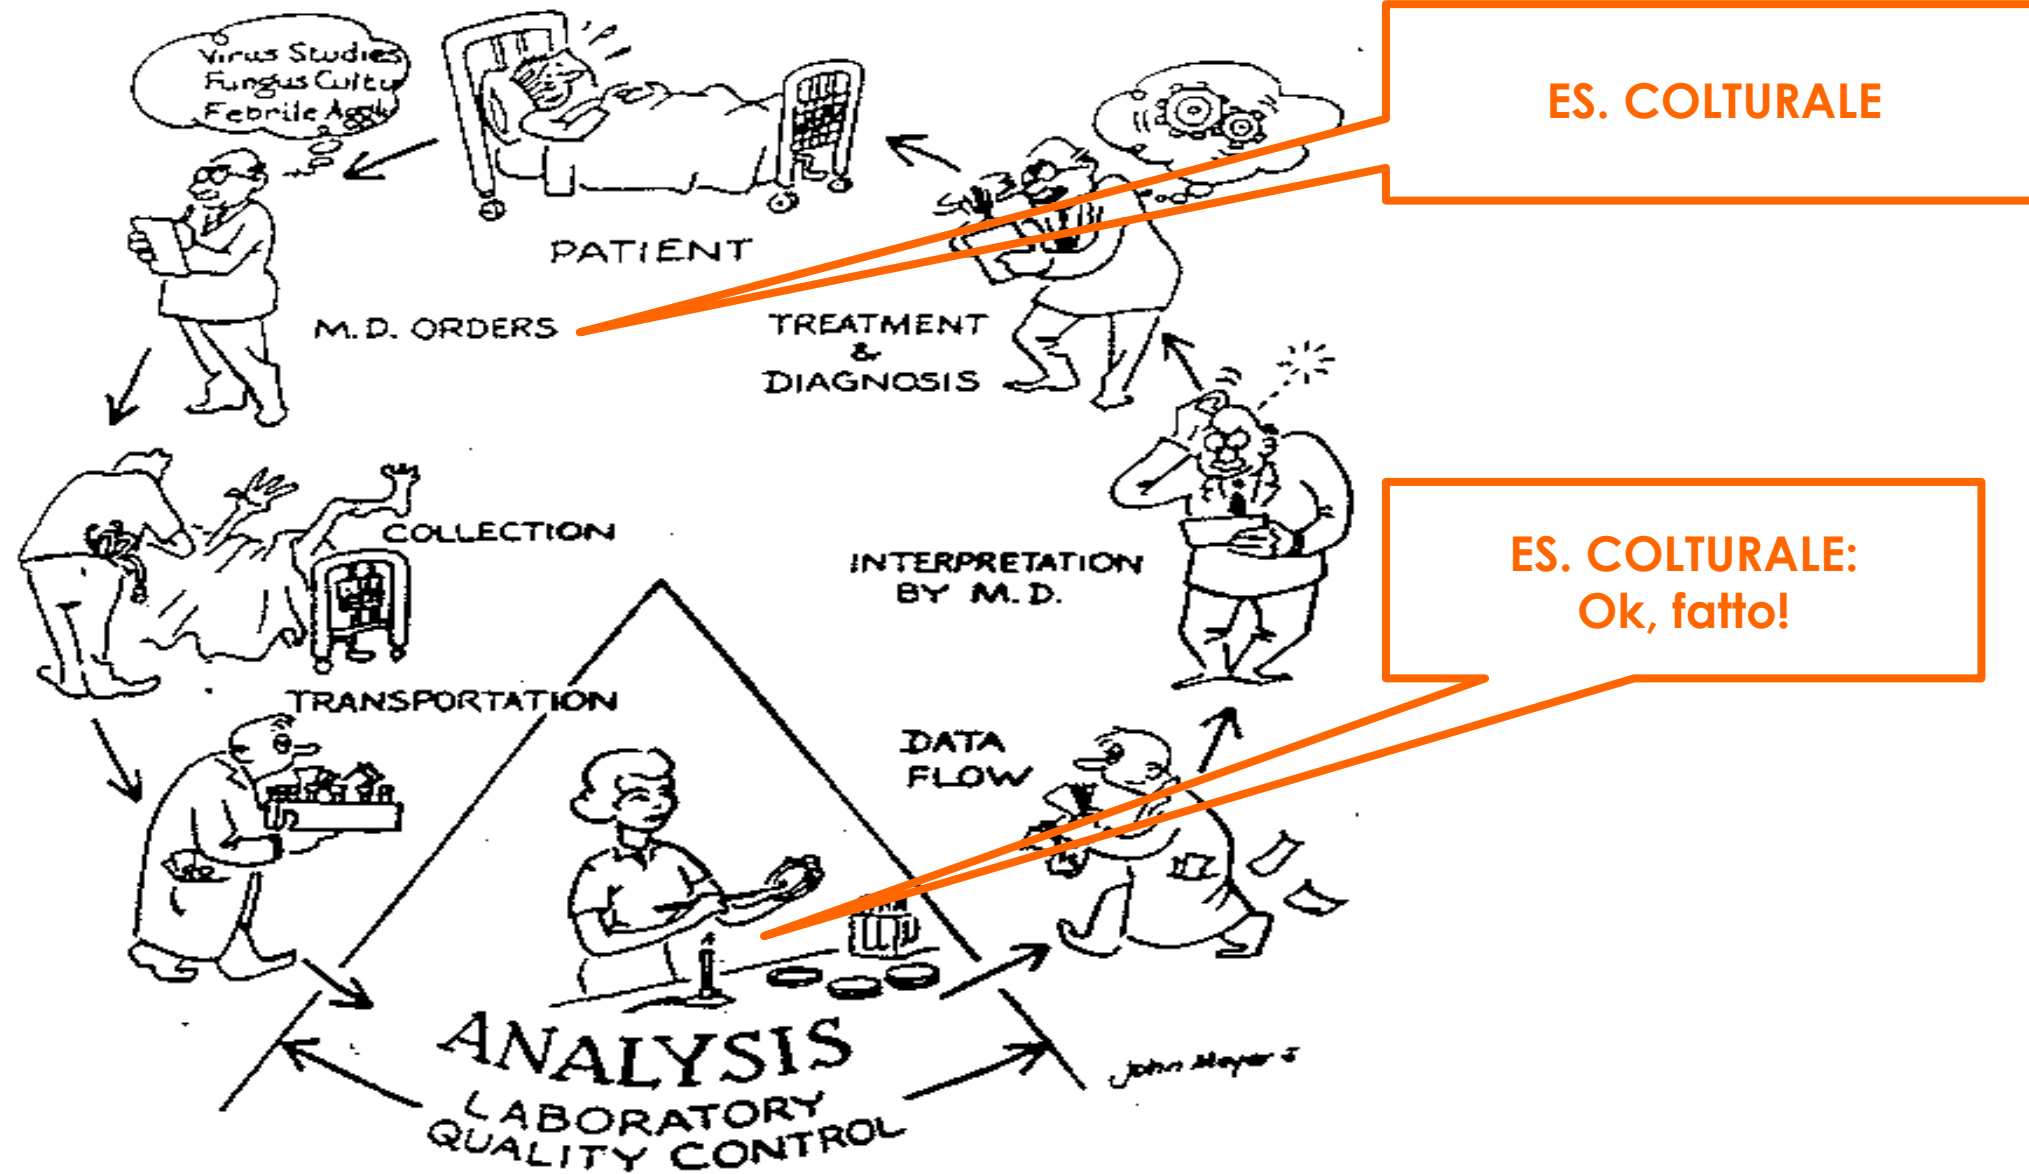 Virus Studies
Fungus Cultu
Febrile
ES. COLTURALE
PATIENT
M.D. ORDERS
TREATMENT
&
DIAGNOSIS
COLLECTION
INTERPRETATION
BY M.D.
ES. COLTURALE:
Ok, fatto!
TRANSPORTATION
DATA
FLOW
ANALYSIS
LABORATORY
QUALITY CONTROL
John